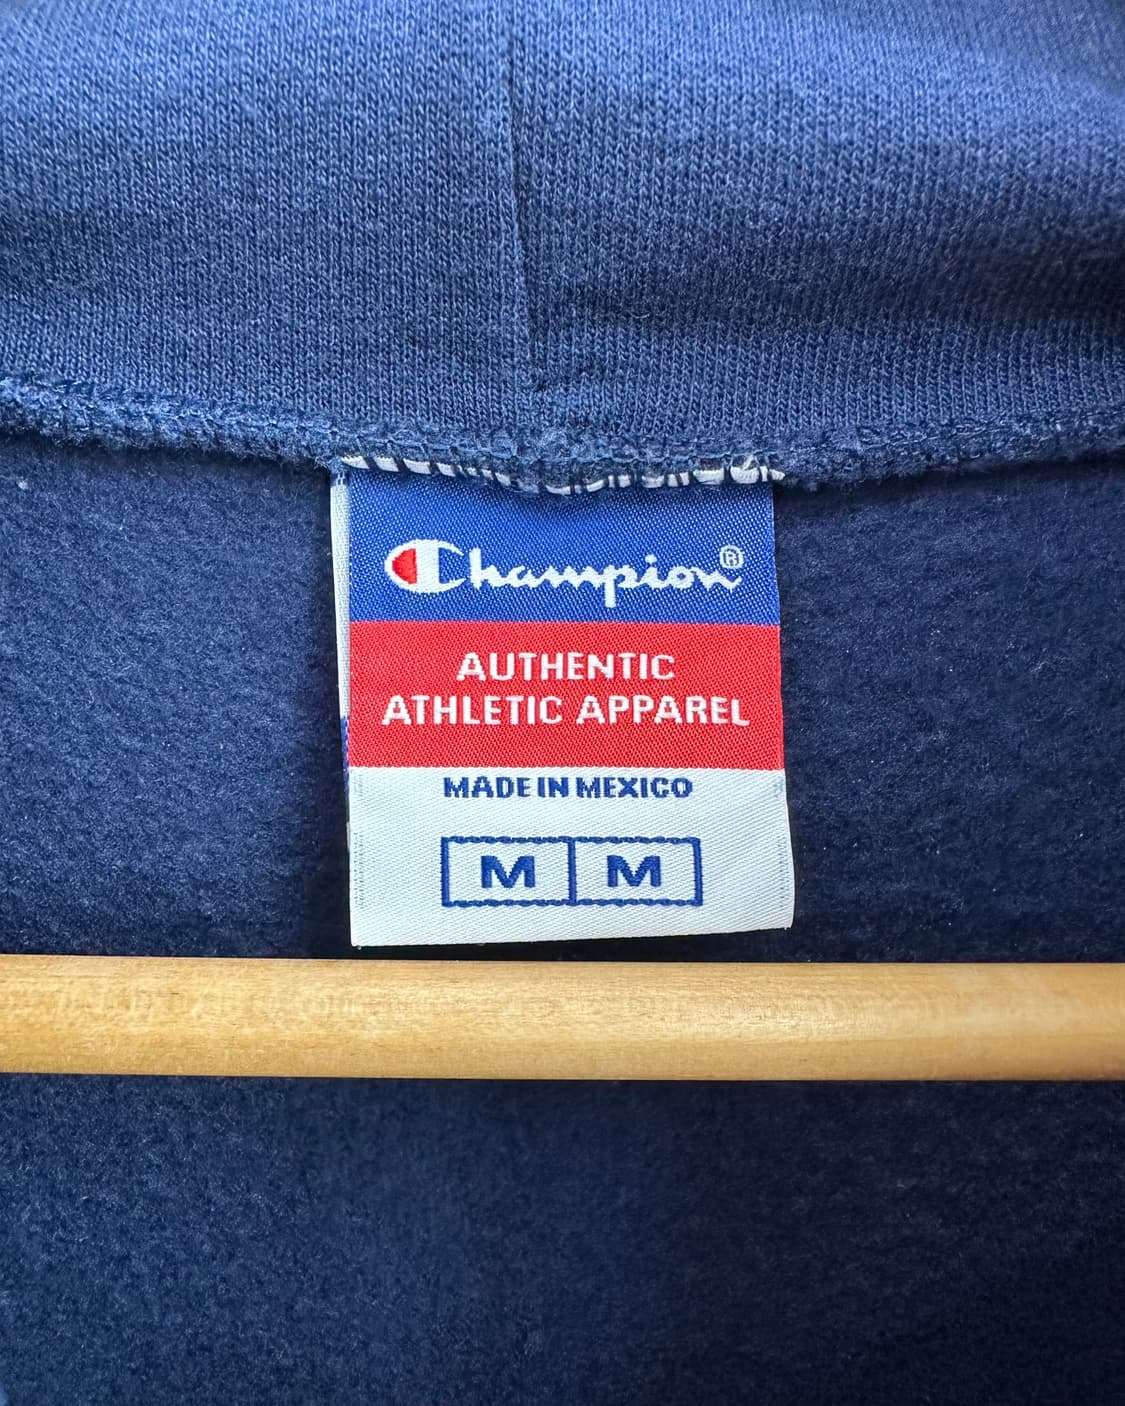 Champion®
AUTHENTIC
ATHLETIC APPAREL
MADE IN MEXICO
M M